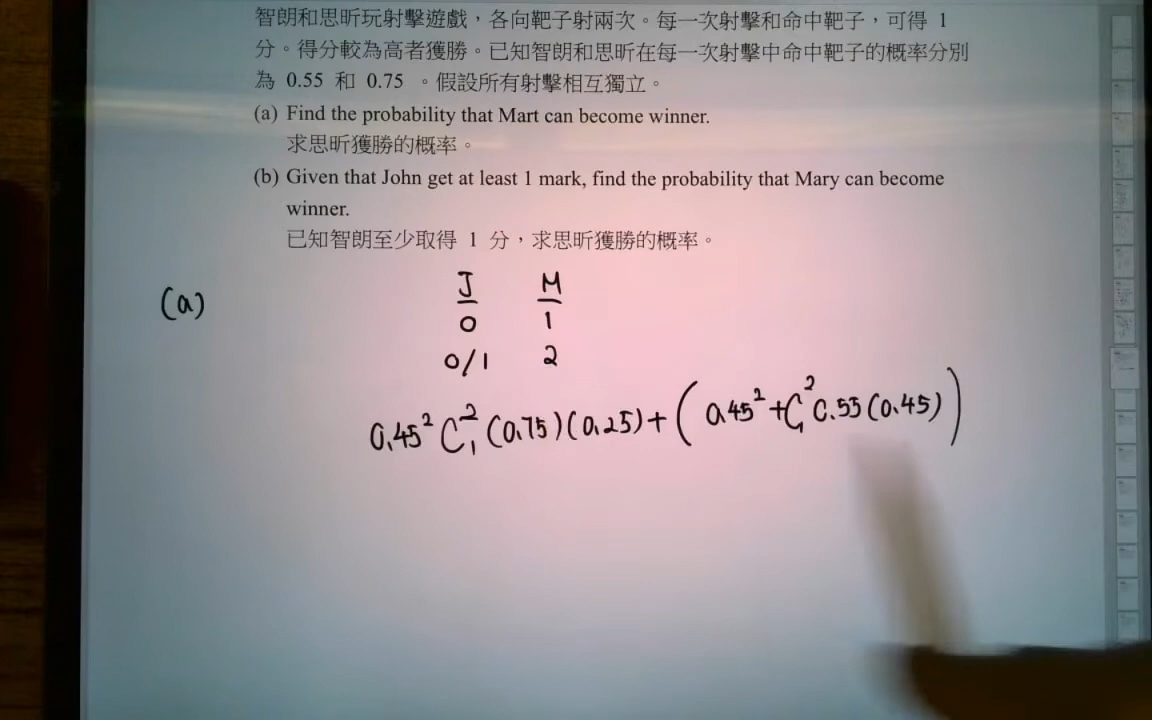 智朗和思昕玩射擊遊戲，各向靶子射兩次。每一次射擊和命中靶子，可得 1
分。得分較為高者獲勝。已知智朗和思昕在每一次射擊中命中靶子的概率分別
為 0.55 和 0.75 。假設所有射擊相互獨立。
(a) Find the probability that Mart can become winner.
求思昕獲勝的概率。
(b) Given that John get at least 1 mark, find the probability that Mary can become
winner.
已知智朗至少取得 1 分，求思昕獲勝的概率。
(a) J M
0 1
0/1 2
0.45² C₁² (0.75)(0.25) + (0.45² + C₁² 0.55(0.45))